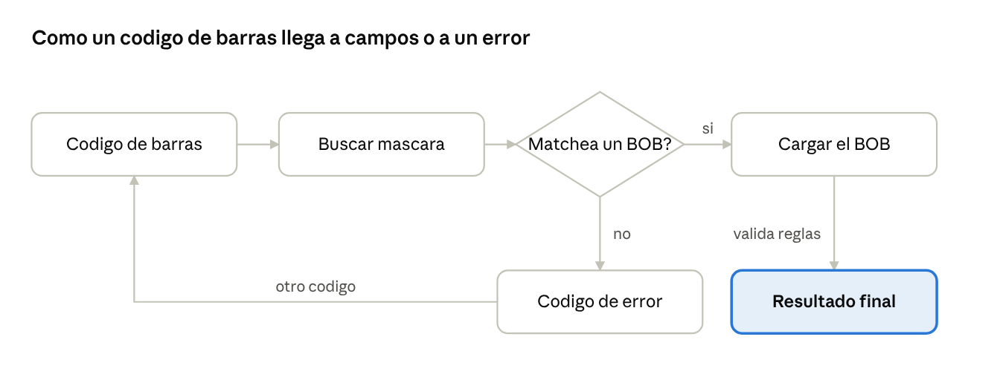 Como un codigo de barras llega a campos o a un error
Codigo de barras
Buscar mascara
Matchea un BOB?
si
Cargar el BOB
no
valida reglas
otro codigo
Codigo de error
Resultado final